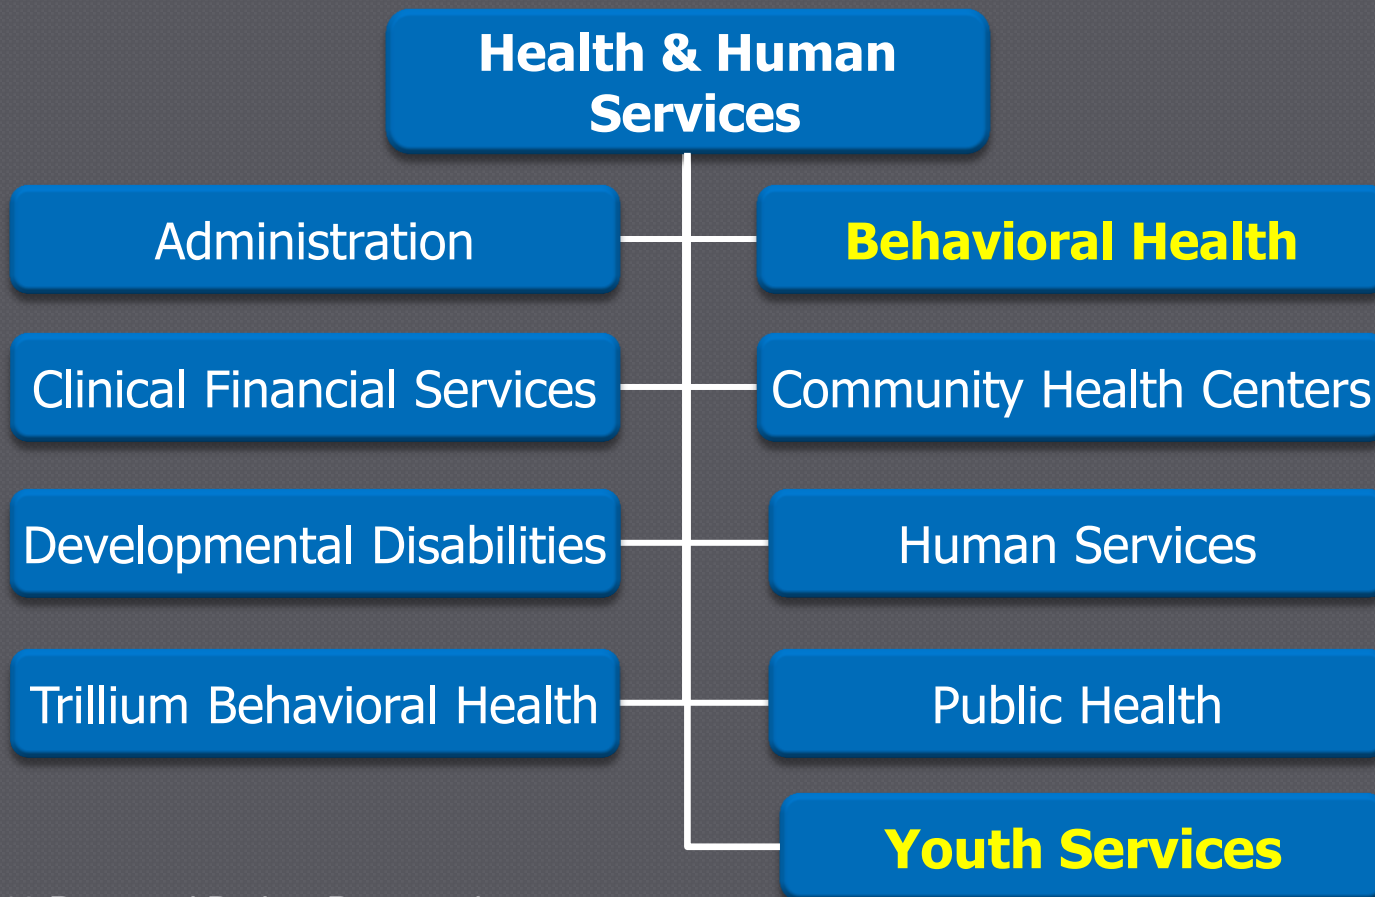 Health & Human
Services
Administration
Behavioral Health
Clinical Financial Services
Community Health Centers
Developmental Disabilities
Human Services
Trillium Behavioral Health
Public Health
Youth Services